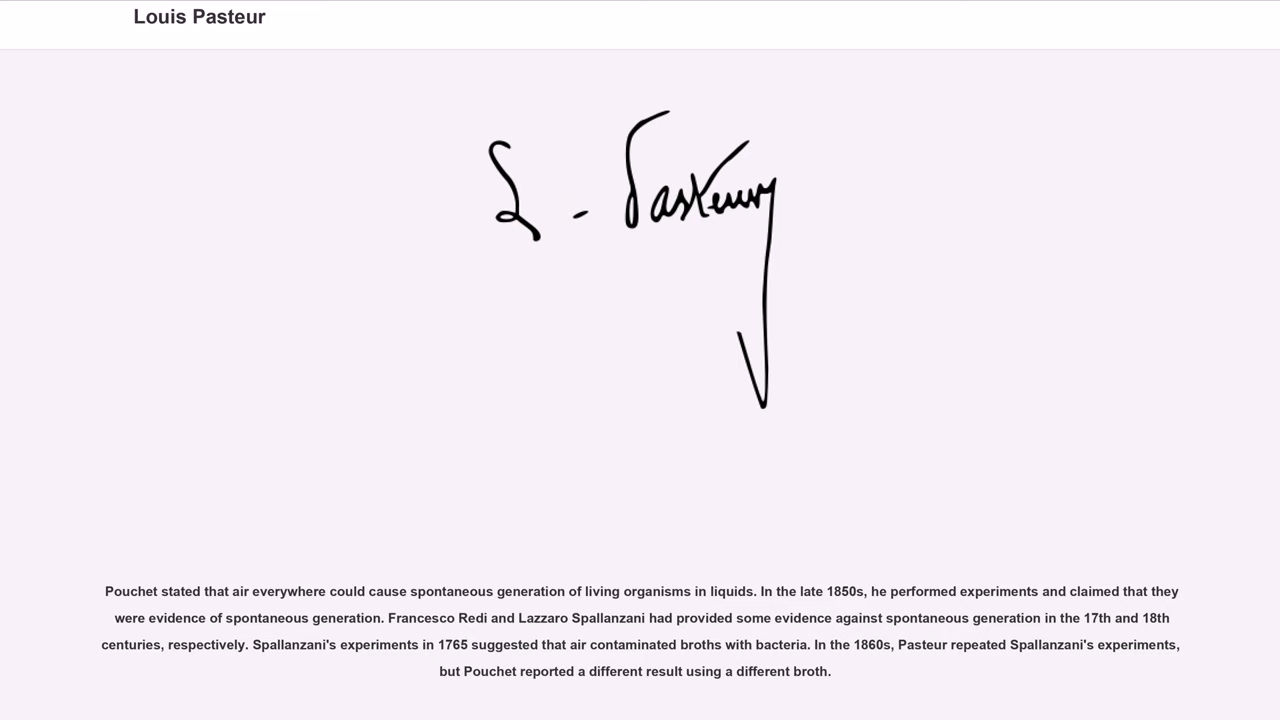 Louis Pasteur
L. Pasteur
Pouchet stated that air everywhere could cause spontaneous generation of living organisms in liquids. In the late 1850s, he performed experiments and claimed that they
were evidence of spontaneous generation. Francesco Redi and Lazzaro Spallanzani had provided some evidence against spontaneous generation in the 17th and 18th
centuries, respectively. Spallanzani's experiments in 1765 suggested that air contaminated broths with bacteria. In the 1860s, Pasteur repeated Spallanzani's experiments,
but Pouchet reported a different result using a different broth.